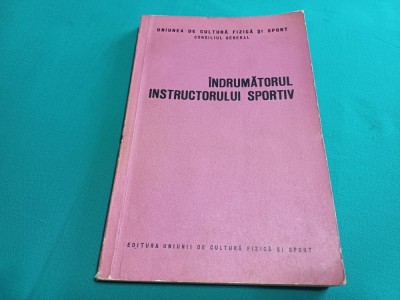 UNIUNEA DE CULTURĂ FIZICĂ ȘI SPORT
CONSILIUL GENERAL
ÎNDRUMĂTORUL
INSTRUCTORULUI SPORTIV
EDITURA UNIUNII DE CULTURĂ FIZICĂ ȘI SPORT